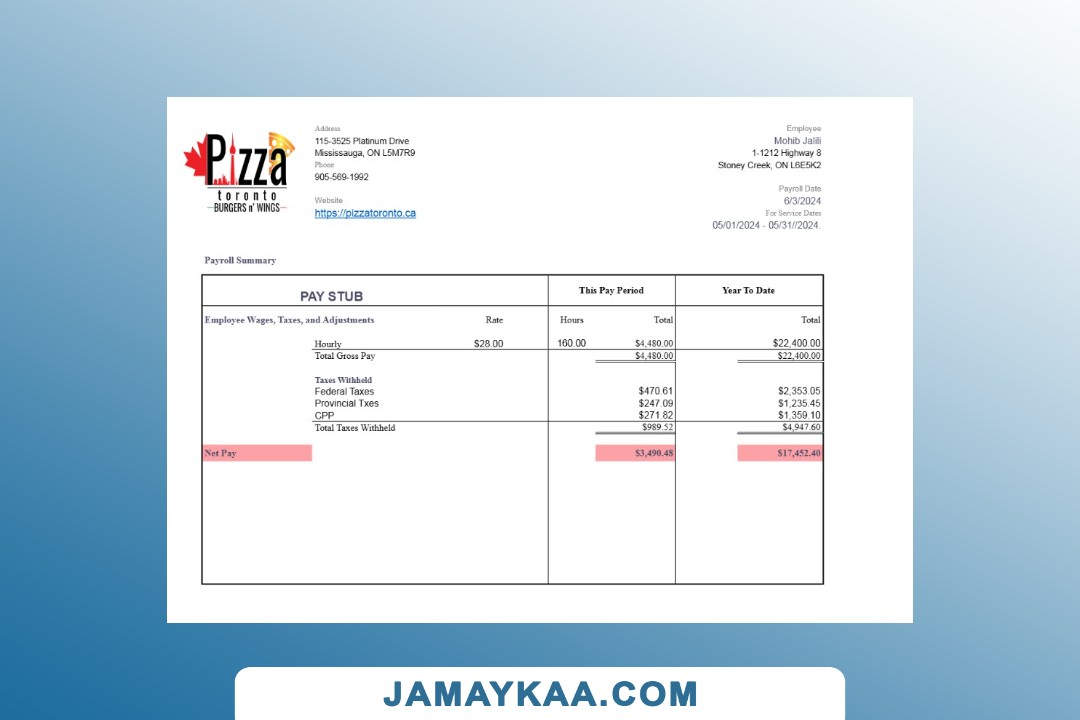 Pizza
toronto
BURGERS n' WINGS
Address
115-3525 Platinum Drive
Mississauga, ON L5M7R9
Phone
905-569-1992
Website
https://pizzatoronto.ca
Employee
Mohib Jalili
1-1212 Highway 8
Stoney Creek, ON L6E5K2
Payroll Date
6/3/2024
For Service Dates
05/01/2024 - 05/31//2024.
Payroll Summary
PAY STUB This Pay Period Year To Date
Employee Wages, Taxes, and Adjustments Rate Hours Total Total
Hourly $28.00 160.00 $4,480.00 $22,400.00
Total Gross Pay $4,480.00 $22,400.00
Taxes Withheld
Federal Taxes $470.61 $2,353.05
Provincial Txes $247.09 $1,235.45
CPP $271.82 $1,359.10
Total Taxes Withheld $989.52 $4,947.60
Net Pay $3,490.48 $17,452.40
JAMAYKAA.COM